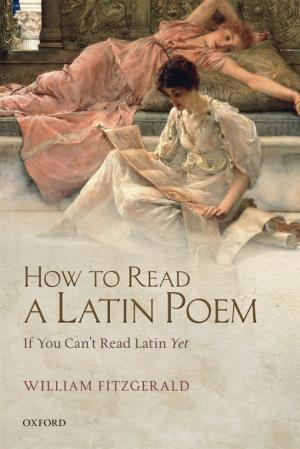 How to Read
a Latin Poem
If You Can't Read Latin Yet
William Fitzgerald
OXFORD